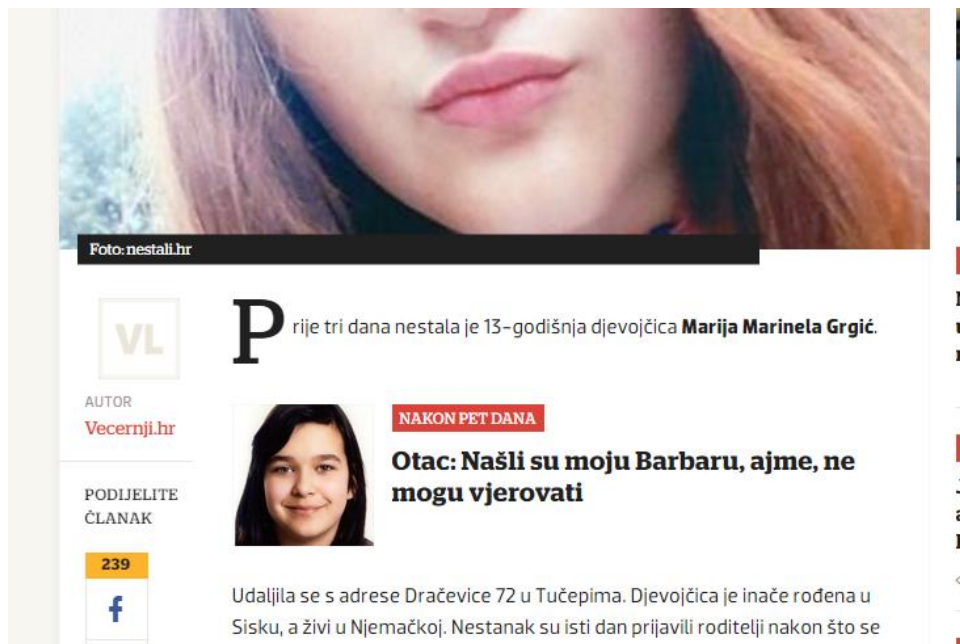 Foto: nestali.hr
VL
Prije tri dana nestala je 13-godišnja djevojčica Marija Marinela Grgić.
AUTOR
Vecernji.hr
NAKON PET DANA
Otac: Našli su moju Barbaru, ajme, ne
mogu vjerovati
PODIJELITE
ČLANAK
239
f
Udaljila se s adrese Dračevice 72 u Tučepima. Djevojčica je inače rođena u
Sisku, a živi u Njemačkoj. Nestanak su isti dan prijavili roditelji nakon što se